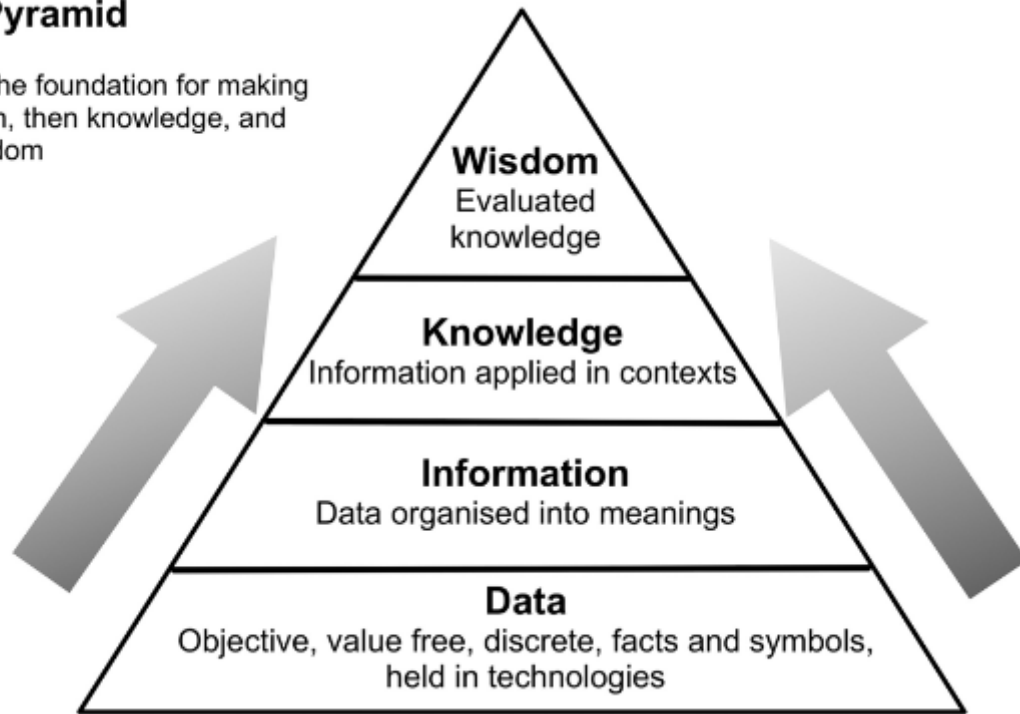 Pyramid
he foundation for making
n, then knowledge, and
dom
Wisdom
Evaluated
knowledge
Knowledge
Information applied in contexts
Information
Data organised into meanings
Data
Objective, value free, discrete, facts and symbols,
held in technologies